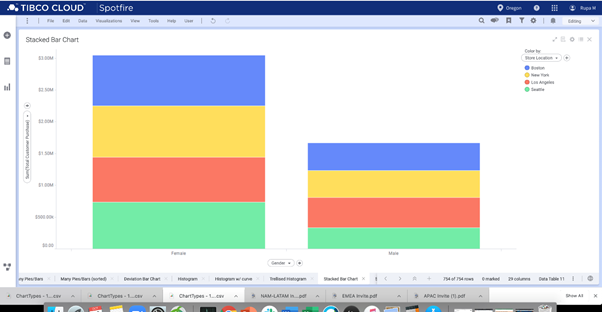 TIBCO CLOUD™ Spotfire
Oregon
Rupa M
File Edit Data Visualizations View Tools Help User
Editing
Stacked Bar Chart
Color by:
Store Location
Boston
New York
Los Angeles
Seattle
$3.00M
$2.50M
$2.00M
$1.50M
$1.00M
$500.00k
$0.00
Sum(Total Customer Purchase)
Female
Male
Gender
ny Pies/Bars
Many Pies/Bars (sorted)
Deviation Bar Chart
Histogram
Histogram w/ curve
Trellised Histogram
Stacked Bar Chart
754 of 754 rows
0 marked
29 columns
Data Table 11
ChartTypes - 1....csv
ChartTypes - 1....csv
ChartTypes - 1....csv
NAM-LATAM In....pdf
EMEA Invite.pdf
APAC Invite (1).pdf
Show All